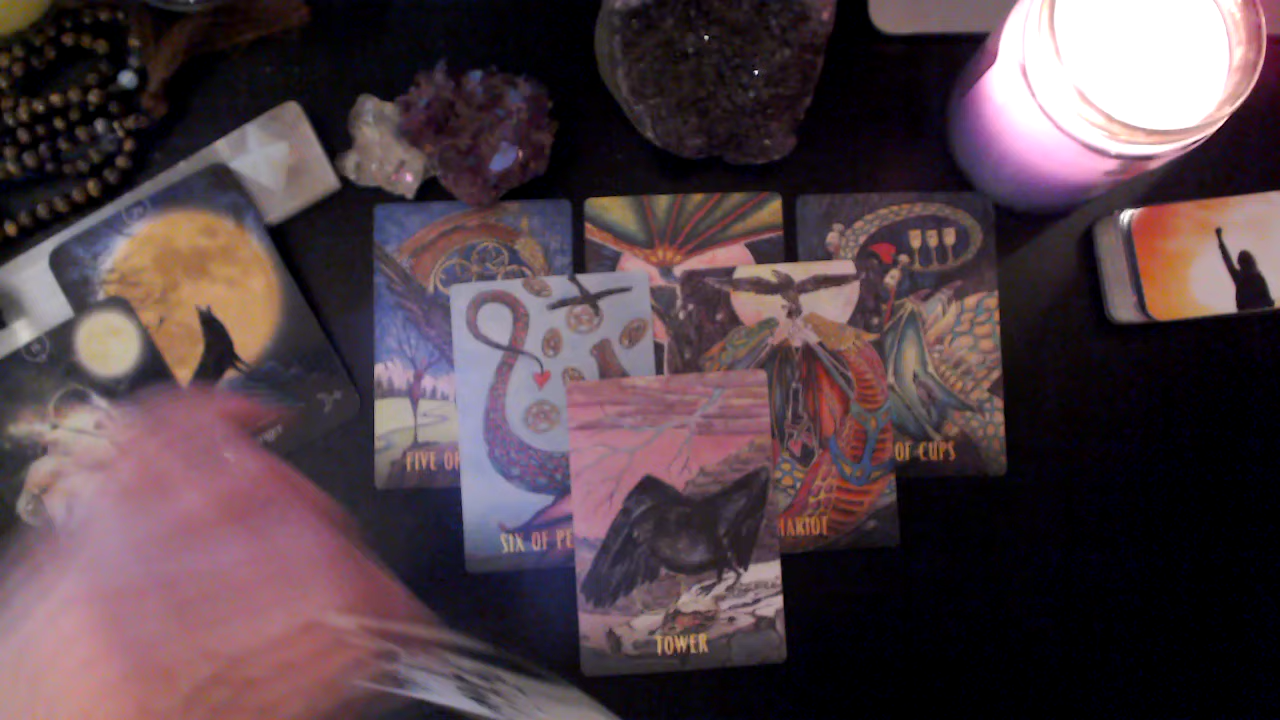 FIVE OF
OF CUPS
SIX OF PE
HARIOT
TOWER